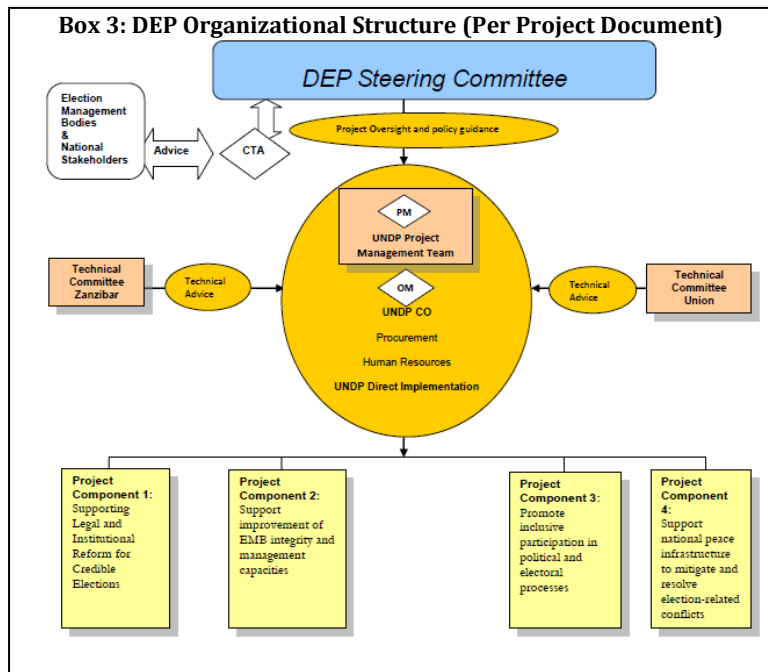 Box 3: DEP Organizational Structure (Per Project Document)
DEP Steering Committee
Election
Management
Bodies
&
National
Stakeholders
Advice
CTA
Project Oversight and policy guidance
PM
UNDP Project
Management Team
Technical
Committee
Zanzibar
Technical
Advice
OM
Technical
Advice
Technical
Committee
Union
UNDP CO
Procurement
Human Resources
UNDP Direct Implementation
Project
Component 1:
Supporting
Legal and
Institutional
Reform for
Credible
Elections
Project
Component 2:
Support
improvement of
EMB integrity and
management
capacities
Project
Component 3:
Promote
inclusive
participation in
political and
electoral
processes
Project
Component
4:
Support
national peace
infrastructure
to mitigate and
resolve
election-related
conflicts